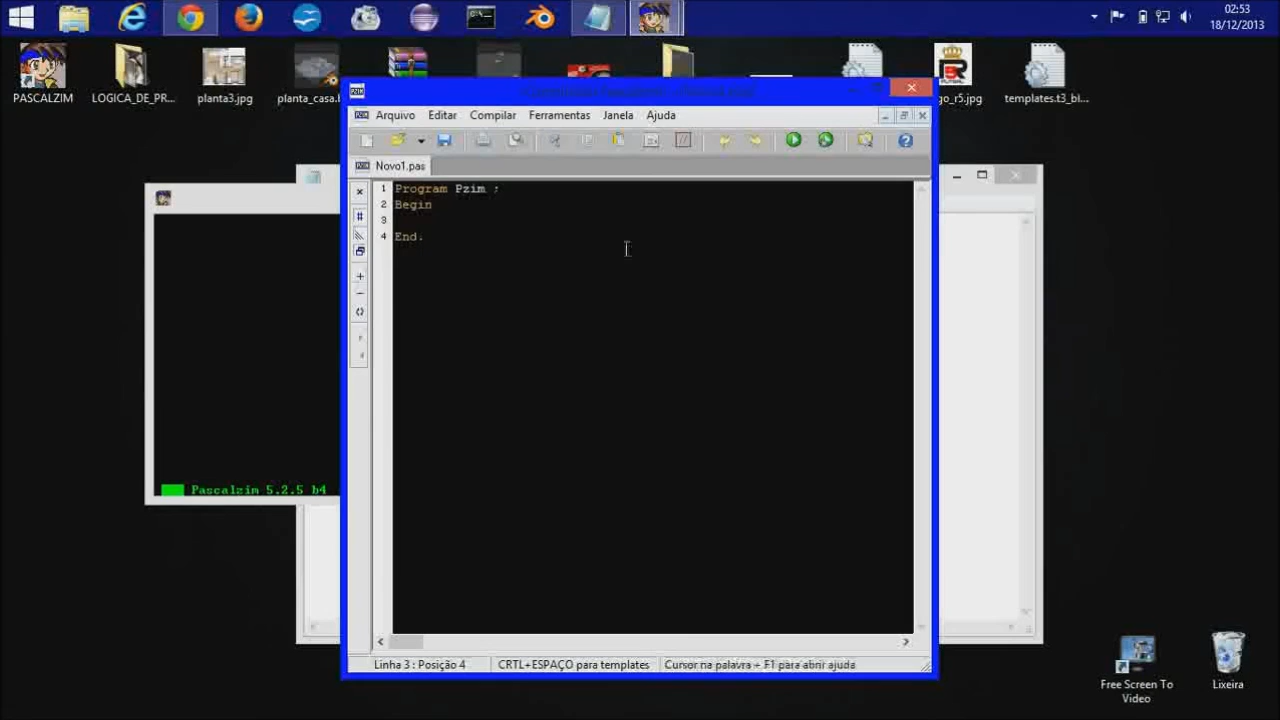 02:53
18/12/2013
PASCALZIM
LOGICA_DE_PR...
planta3.jpg
planta_casa.b
go_r5.jpg
templates.t3_bl...
Arquivo Editar Compilar Ferramentas Janela Ajuda
Novo1.pas
1 Program Pzim ;
2 Begin
3
4 End.
Pascalzim 5.2.5 b4
Linha 3 : Posição 4
CRTL+ESPAÇO para templates
Cursor na palavra + F1 para abrir ajuda
Free Screen To
Video
Lixeira